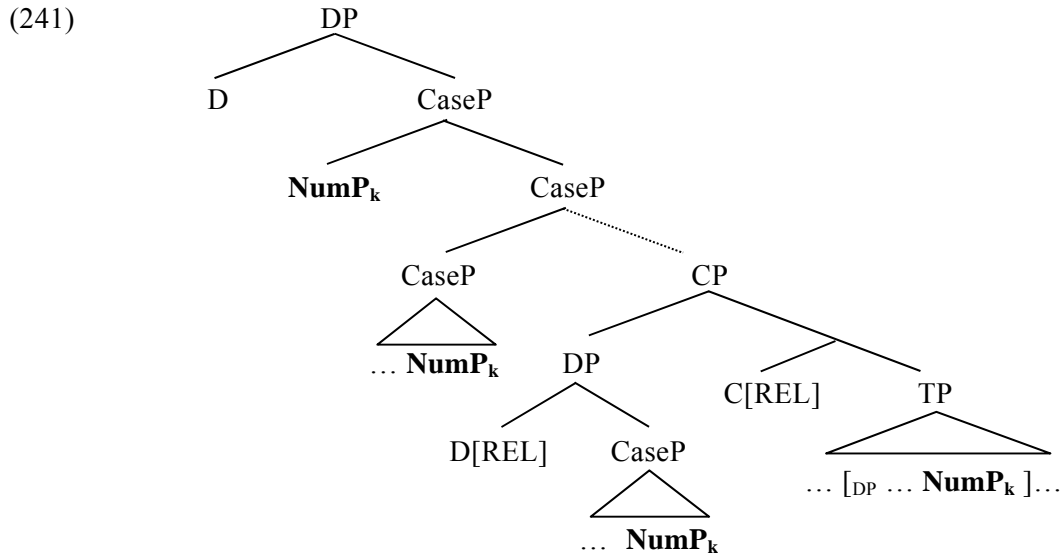 (241) DP
D CaseP
NumPk CaseP
CaseP CP
… NumPk DP C[REL] TP
D[REL] CaseP … [DP … NumPk ]…
… NumPk